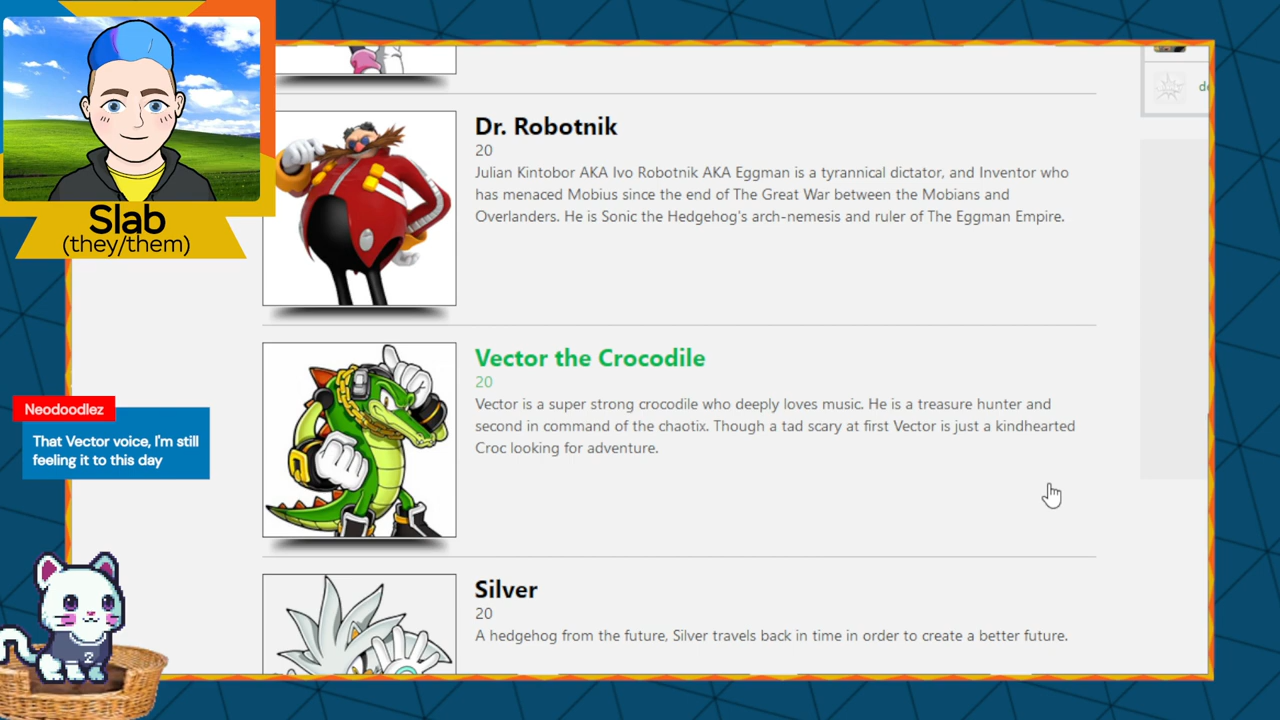 Slab
(they/them)
Dr. Robotnik
20
Julian Kintobor AKA Ivo Robotnik AKA Eggman is a tyrannical dictator, and Inventor who
has menaced Mobius since the end of The Great War between the Mobians and
Overlanders. He is Sonic the Hedgehog's arch-nemesis and ruler of The Eggman Empire.
Vector the Crocodile
20
Vector is a super strong crocodile who deeply loves music. He is a treasure hunter and
second in command of the chaotix. Though a tad scary at first Vector is just a kindhearted
Croc looking for adventure.
Neodoodlez
That Vector voice, I'm still
feeling it to this day
Silver
20
A hedgehog from the future, Silver travels back in time in order to create a better future.
2